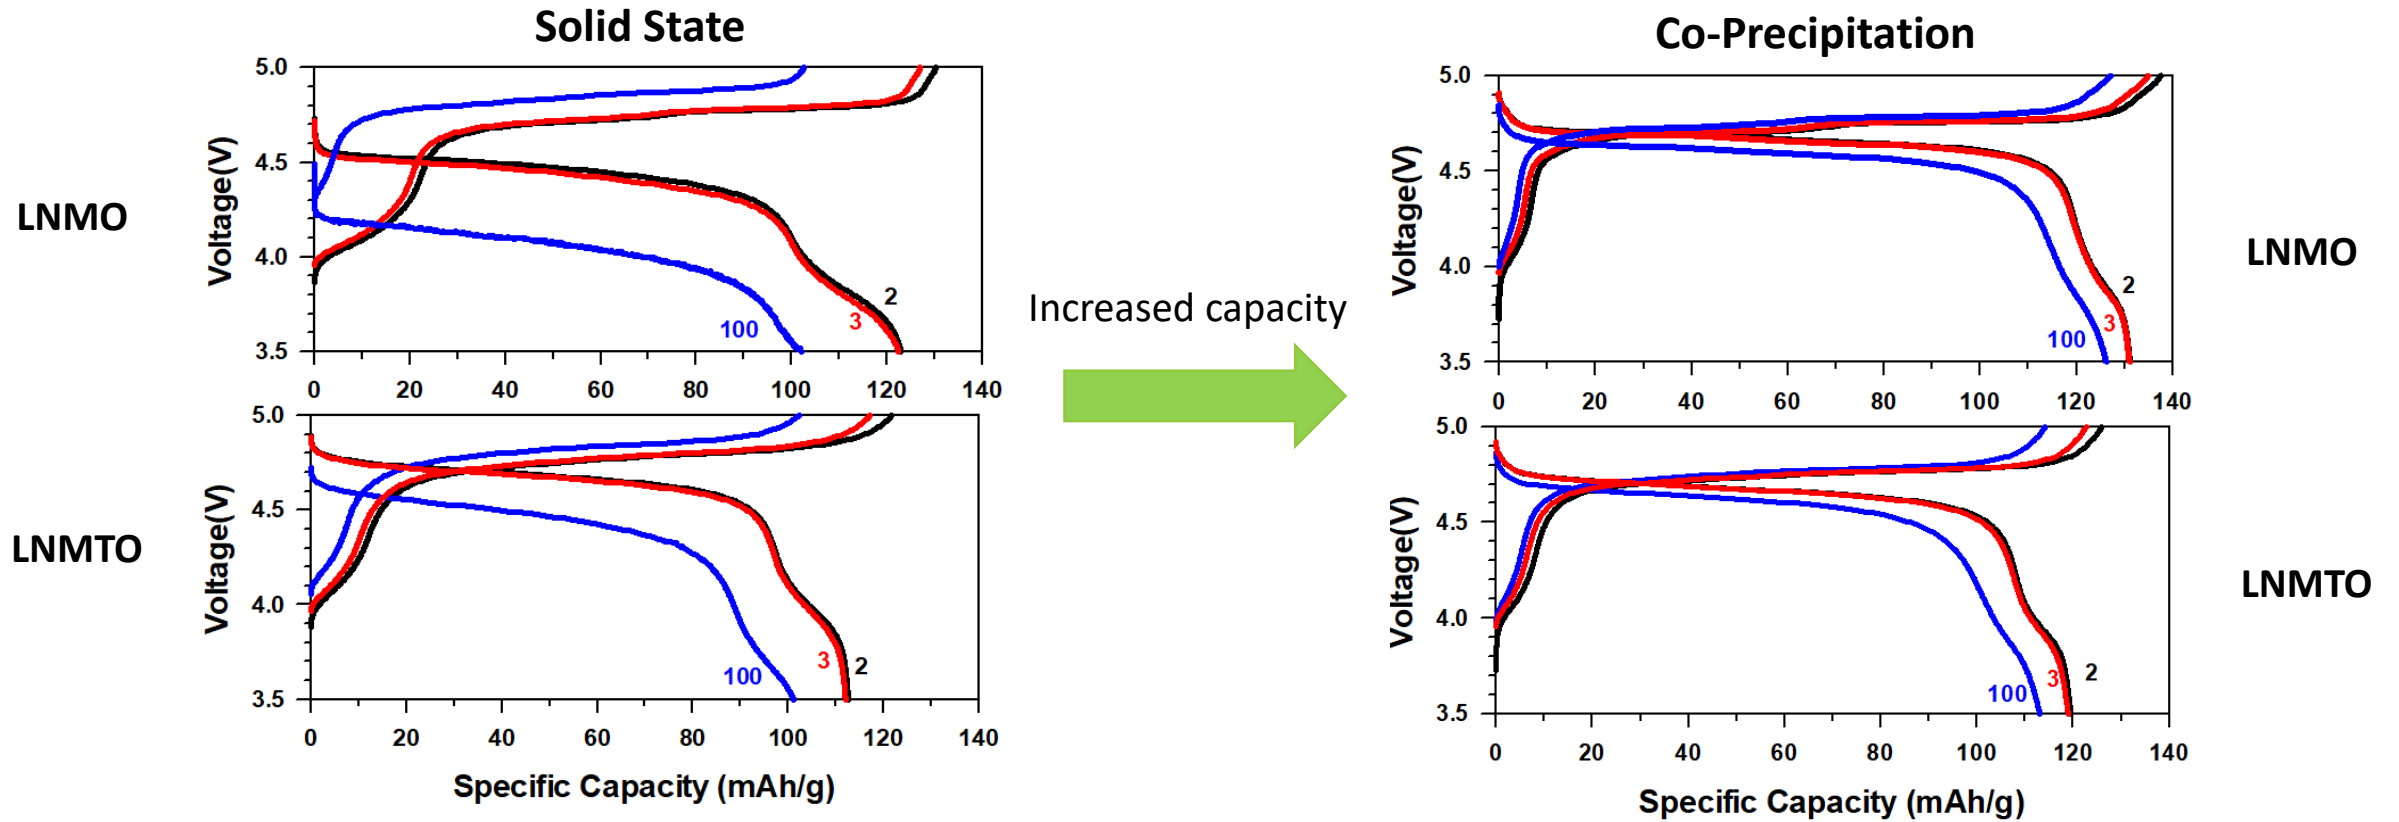 Solid State
Co-Precipitation
LNMO
Voltage(V)
5.0
4.5
4.0
3.5
0 20 40 60 80 100 120 140
2
3
100
LNMTO
Voltage(V)
5.0
4.5
4.0
3.5
0 20 40 60 80 100 120 140
2
3
100
Specific Capacity (mAh/g)
Increased capacity
LNMO
Voltage(V)
5.0
4.5
4.0
3.5
0 20 40 60 80 100 120 140
2
3
100
LNMTO
Voltage(V)
5.0
4.5
4.0
3.5
0 20 40 60 80 100 120 140
2
3
100
Specific Capacity (mAh/g)